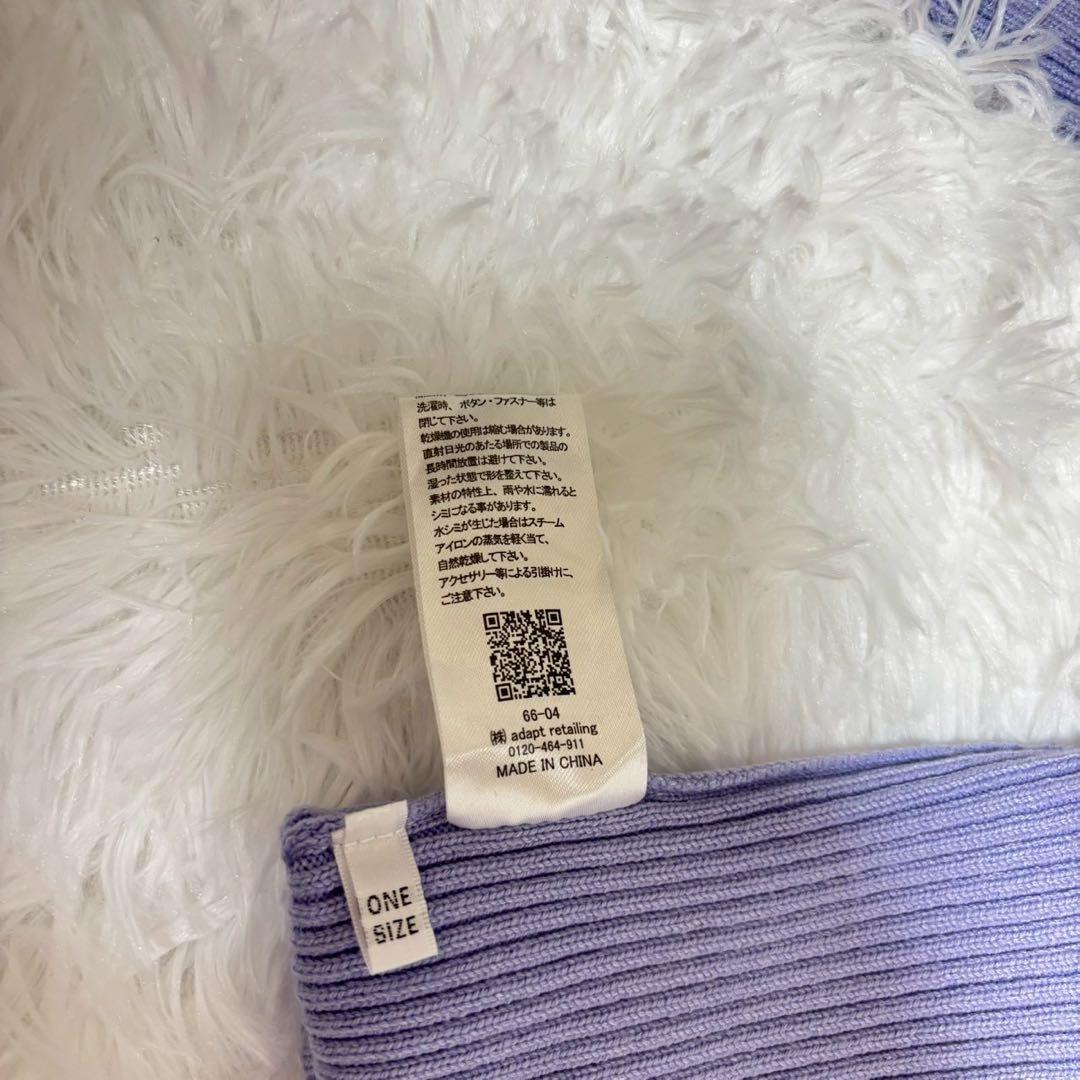 洗濯時、ボタン・ファスナー等は
閉じて下さい。
乾燥機の使用は縮む場合があります。
直射日光のあたる場所での製品の
長時間放置は避けて下さい。
湿った状態で形を整えて下さい。
素材の特性上、雨や水に濡れると
シミになる事があります。
水シミが生じた場合はスチーム
アイロンの蒸気を軽く当て、
自然乾燥して下さい。
アクセサリー等による引掛けに、
ご注意下さい。
66-04
㈱ adapt retailing
0120-464-911
MADE IN CHINA
ONE
SIZE